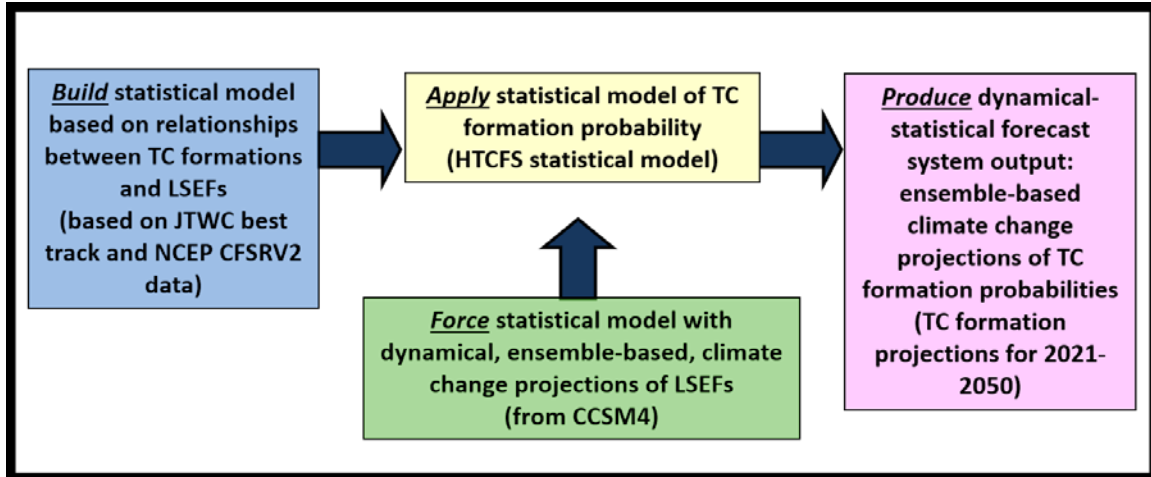 Build statistical model
based on relationships
between TC formations
and LSEFs
(based on JTWC best
track and NCEP CFSRV2
data)
Apply statistical model of TC
formation probability
(HTCFS statistical model)
Force statistical model with
dynamical, ensemble-based, climate
change projections of LSEFs
(from CCSM4)
Produce dynamical-
statistical forecast
system output:
ensemble-based
climate change
projections of TC
formation probabilities
(TC formation
projections for 2021-
2050)